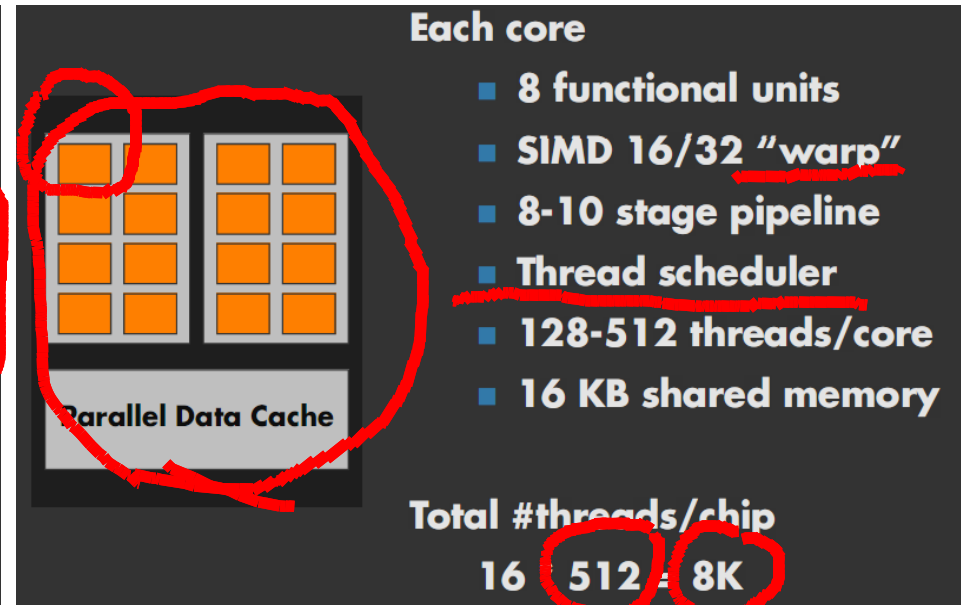 Each core
8 functional units
SIMD 16/32 “warp”
8-10 stage pipeline
Thread scheduler
128-512 threads/core
16 KB shared memory
Parallel Data Cache
Total #threads/chip
16 512 = 8K